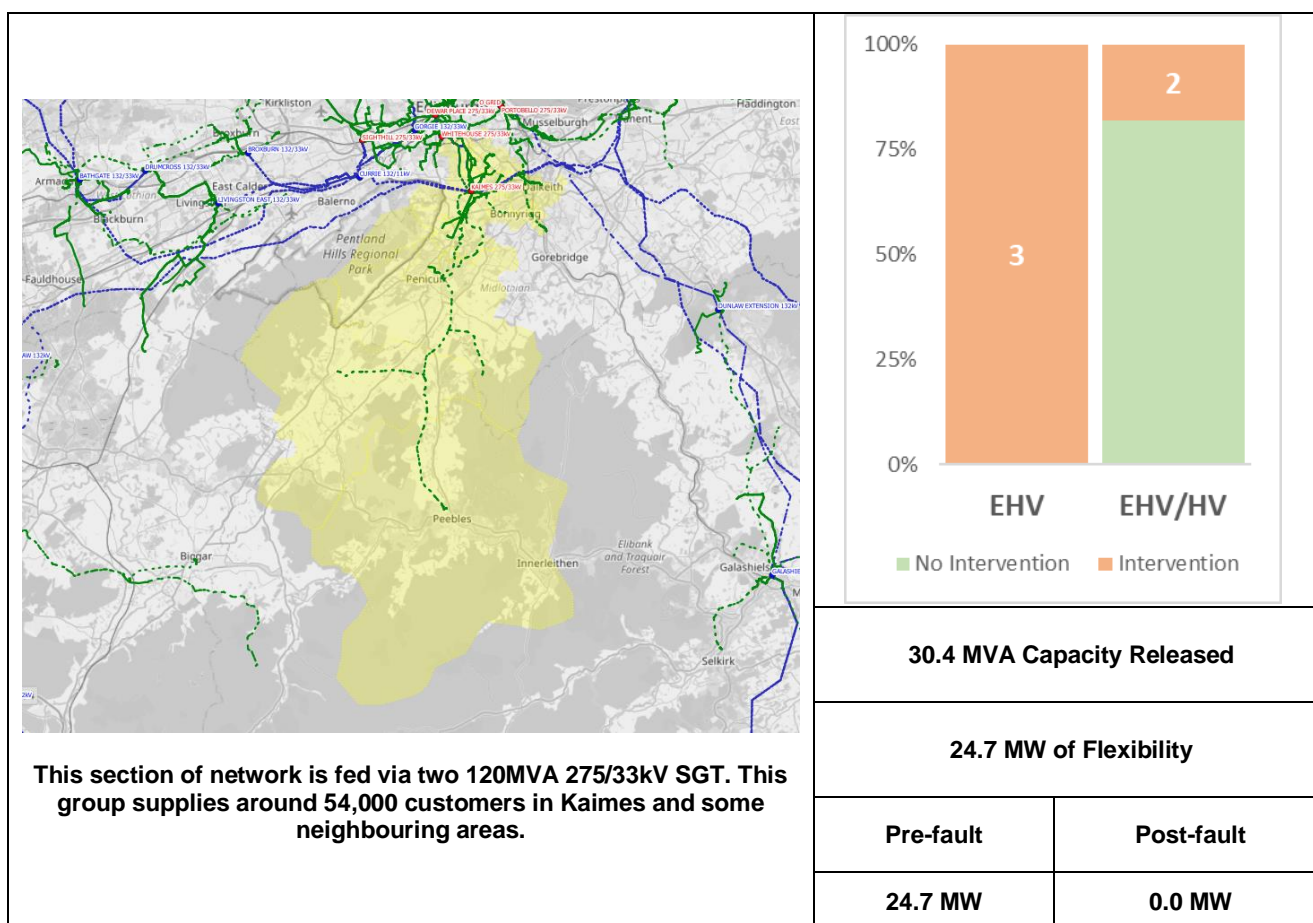 Kirkliston
Haddington
DEWAR PLACE 275/33kV
PORTOBELLO 275/33kV
Musselburgh
GORGIE 132/33kV
Broxburn
SIGHTHILL 275/33kV
WHITEHOUSE 275/33kV
BROXBURN 132/33kV
DRUMCROSS 132/33kV
CURRIE 132/11kV
BATHGATE 132/33kV
East Calder
KAIMES 275/33kV
LIVINGSTON EAST 132/33kV
Balerno
Bonnyrigg
Blackburn
Pentland
Hills Regional
Park
Gorebridge
Fauldhouse
Penicuik
Midlothian
DUNLAW EXTENSION 132kV
Peebles
Elibank
and Traquair
Forest
Biggar
Innerleithen
Galashiels
Selkirk
This section of network is fed via two 120MVA 275/33kV SGT. This
group supplies around 54,000 customers in Kaimes and some
neighbouring areas.
100%
75%
50%
25%
0%
3
2
EHV
EHV/HV
No Intervention
Intervention
30.4 MVA Capacity Released
24.7 MW of Flexibility
Pre-fault
Post-fault
24.7 MW
0.0 MW